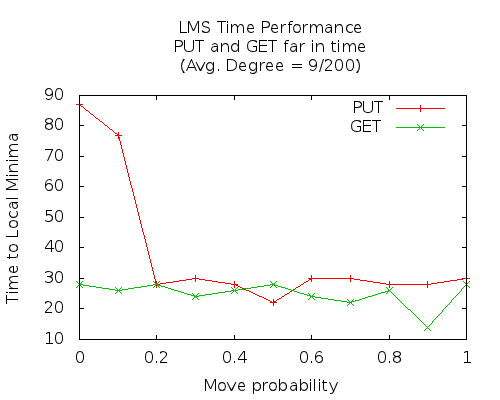 LMS Time Performance
PUT and GET far in time
(Avg. Degree = 9/200)
PUT
GET
90
80
70
60
50
40
30
20
10
Time to Local Minima
0
0.2
0.4
0.6
0.8
1
Move probability